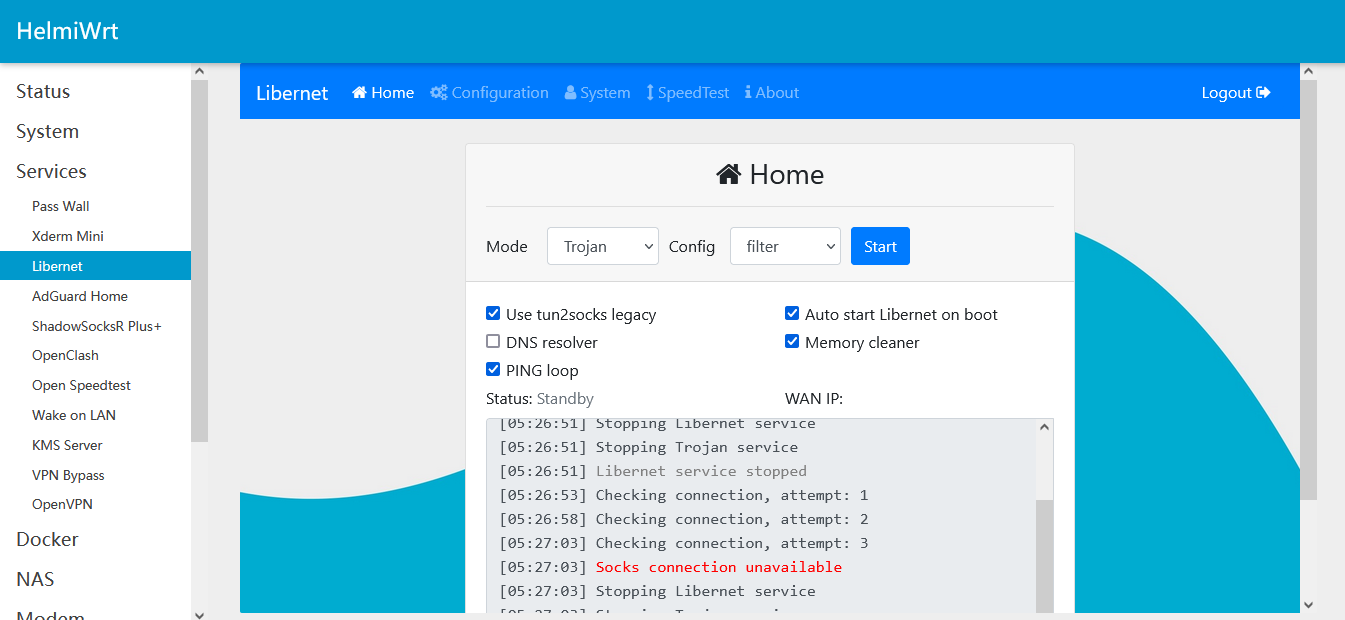 HelmiWrt
Status
System
Services
Pass Wall
Xderm Mini
Libernet
AdGuard Home
ShadowSocksR Plus+
OpenClash
Open Speedtest
Wake on LAN
KMS Server
VPN Bypass
OpenVPN
Docker
NAS
Modem
Libernet Home Configuration System SpeedTest About Logout
Home
Mode Trojan Config filter Start
Use tun2socks legacy Auto start Libernet on boot
DNS resolver Memory cleaner
PING loop
Status: Standby WAN IP:
[05:26:51] Stopping Libernet service
[05:26:51] Stopping Trojan service
[05:26:51] Libernet service stopped
[05:26:53] Checking connection, attempt: 1
[05:26:58] Checking connection, attempt: 2
[05:27:03] Checking connection, attempt: 3
[05:27:03] Socks connection unavailable
[05:27:03] Stopping Libernet service